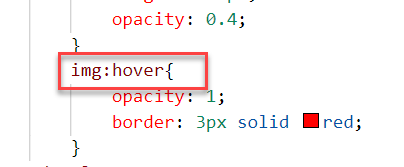 opacity: 0.4;
}
img:hover{
opacity: 1;
border: 3px solid red;
}